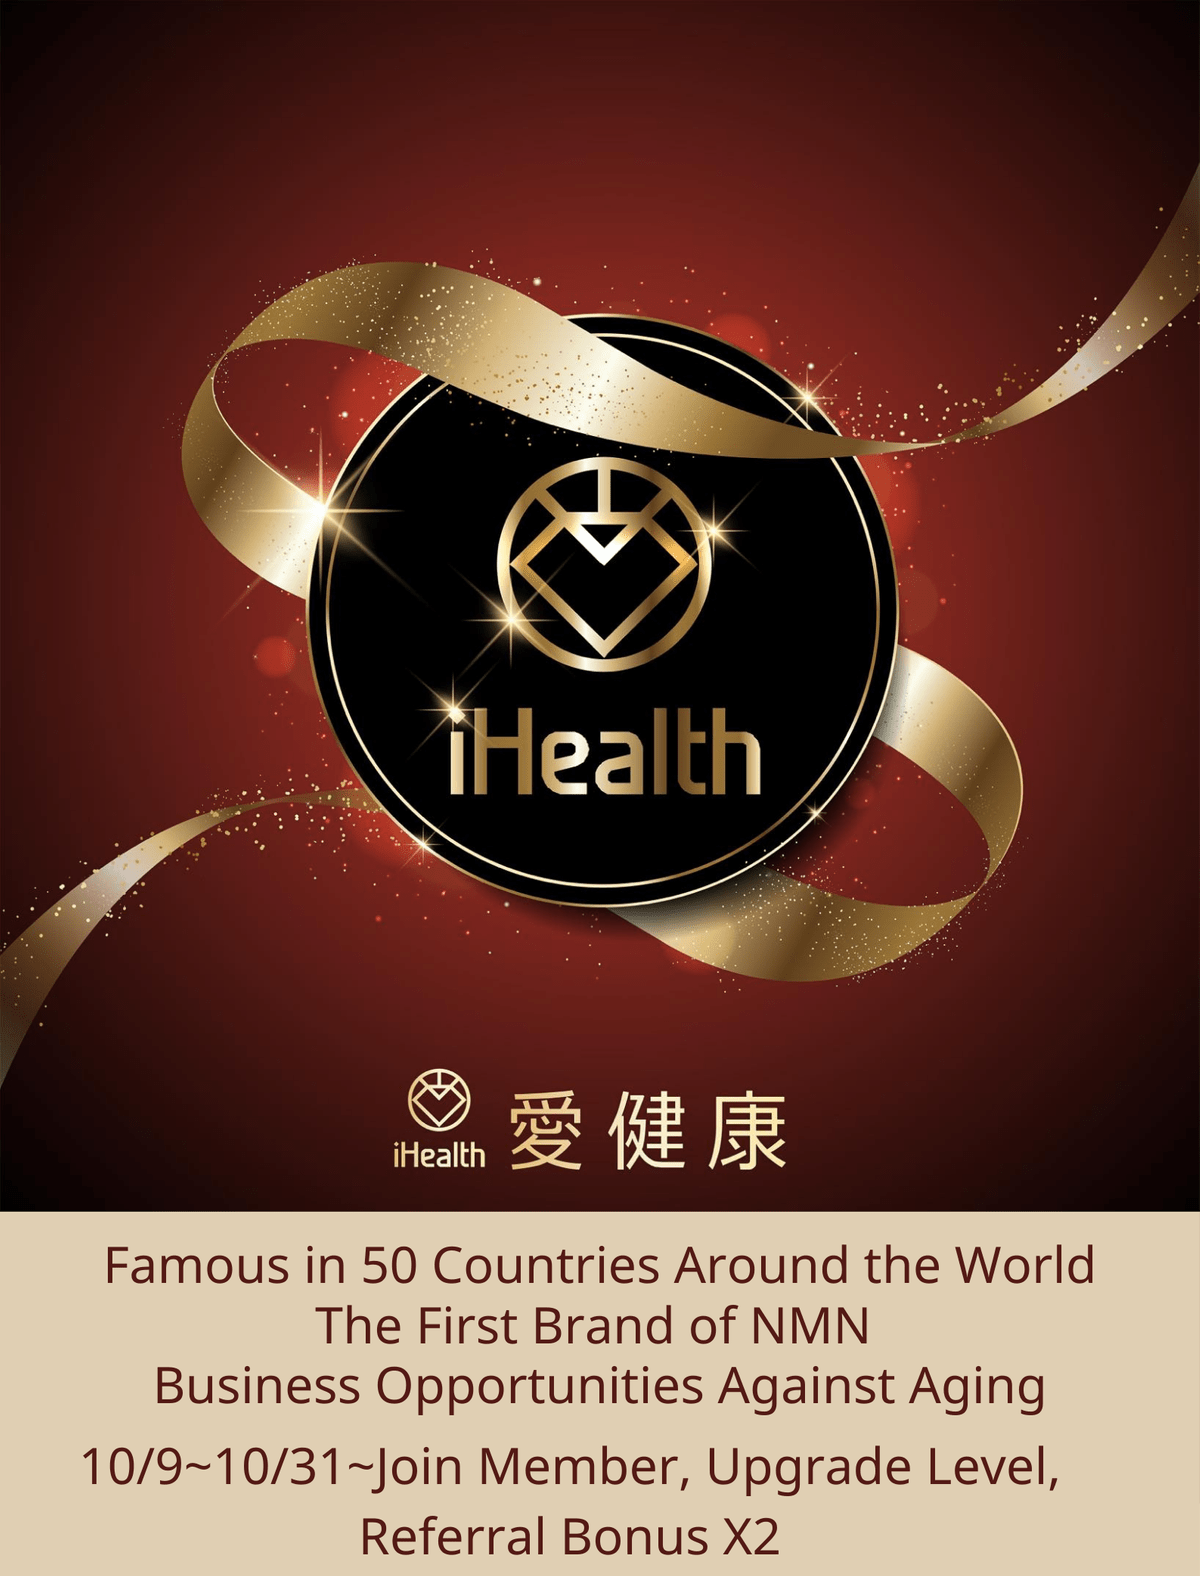 iHealth
iHealth 愛健康
Famous in 50 Countries Around the World
The First Brand of NMN
Business Opportunities Against Aging
10/9~10/31~Join Member, Upgrade Level,
Referral Bonus X2